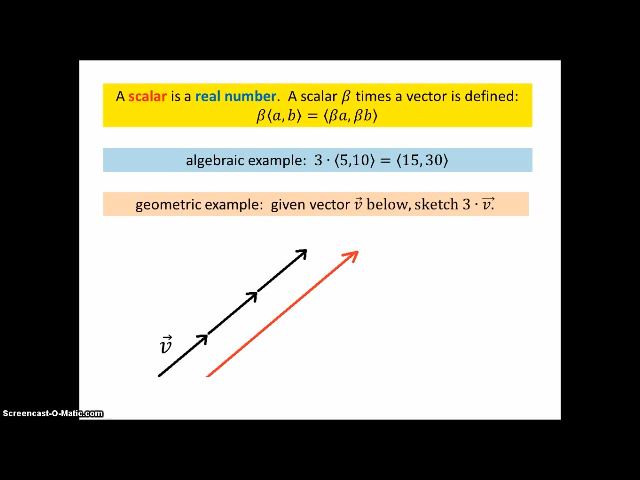 A scalar is a real number. A scalar β times a vector is defined:
β⟨a, b⟩ = ⟨βa, βb⟩
algebraic example: 3 · ⟨5,10⟩ = ⟨15, 30⟩
geometric example: given vector v⃗ below, sketch 3 · v⃗.
v⃗
Screencast-O-Matic.com